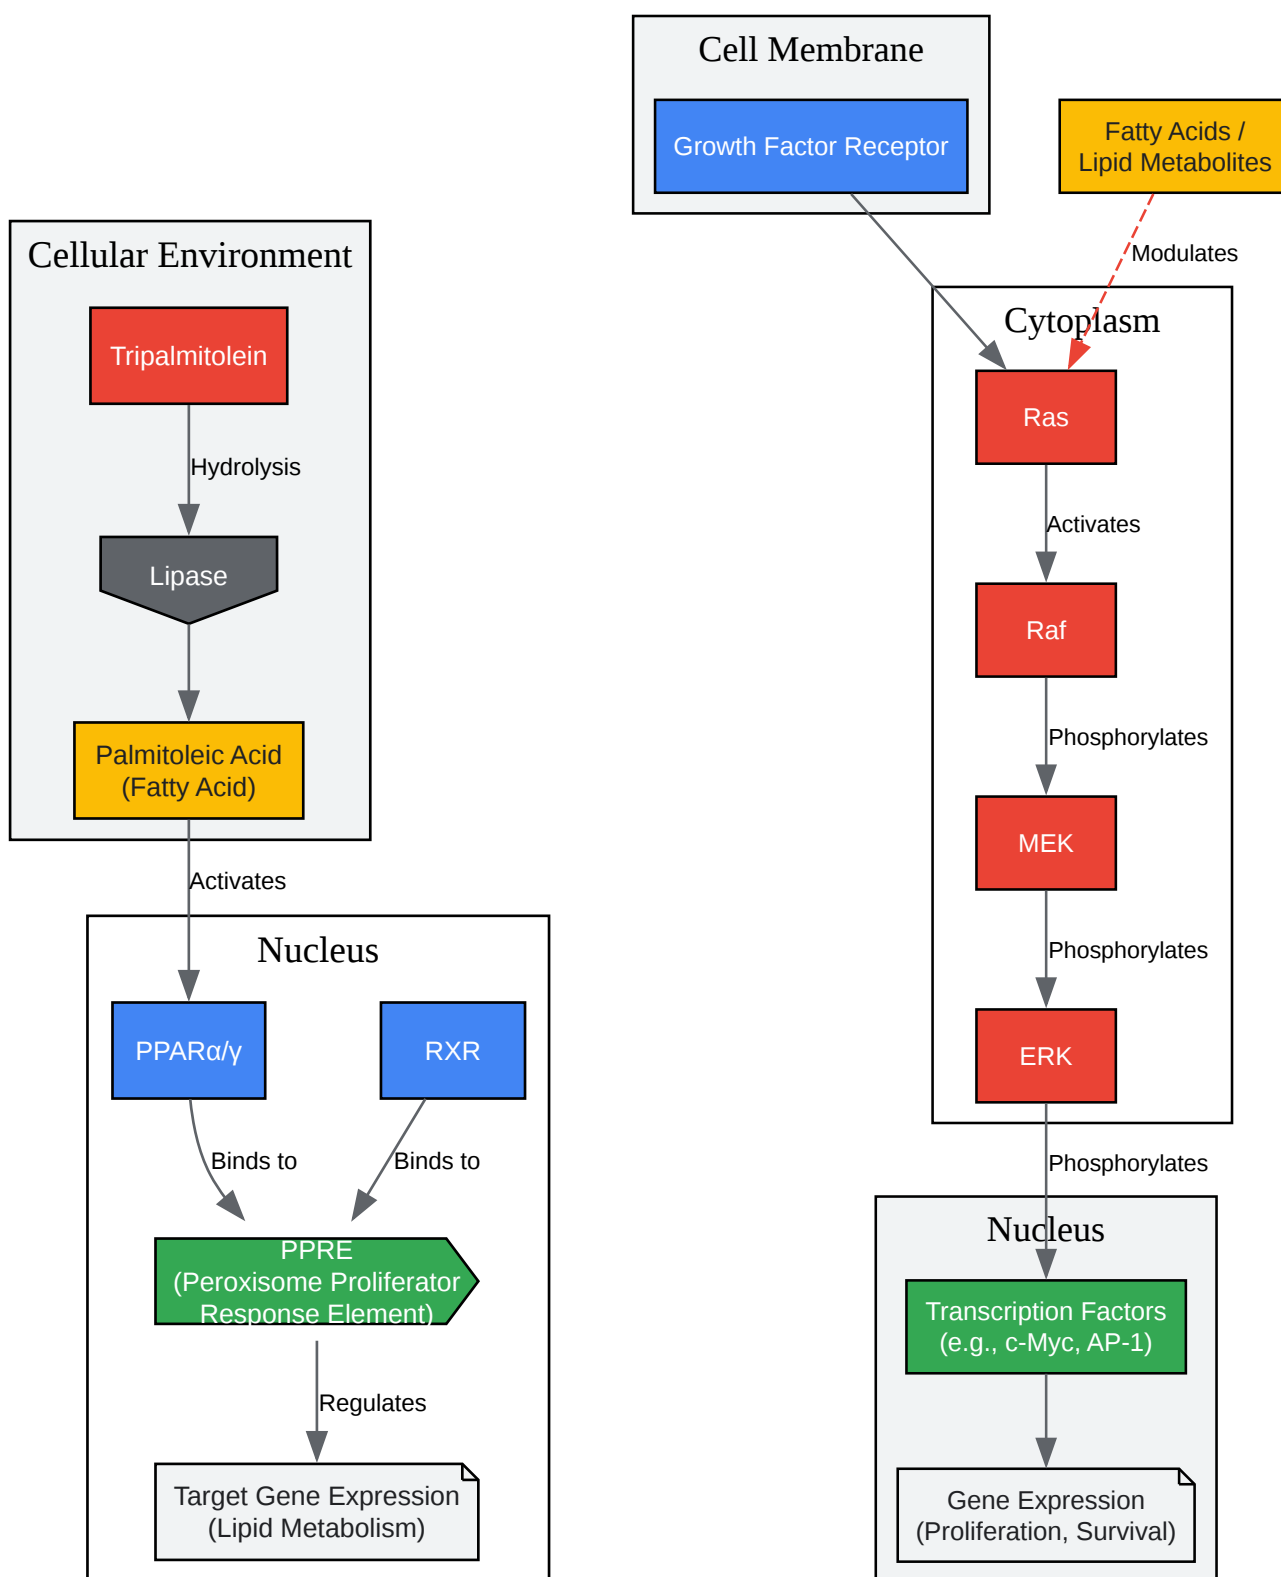 Cellular Environment
Tripalmitolein
Hydrolysis
Lipase
Palmitoleic Acid
(Fatty Acid)
Activates
Nucleus
PPARα/γ
RXR
Binds to
Binds to
PPRE
(Peroxisome Proliferator
Response Element)
Regulates
Target Gene Expression
(Lipid Metabolism)
Cell Membrane
Growth Factor Receptor
Fatty Acids /
Lipid Metabolites
Modulates
Cytoplasm
Ras
Activates
Raf
Phosphorylates
MEK
Phosphorylates
ERK
Phosphorylates
Nucleus
Transcription Factors
(e.g., c-Myc, AP-1)
Gene Expression
(Proliferation, Survival)